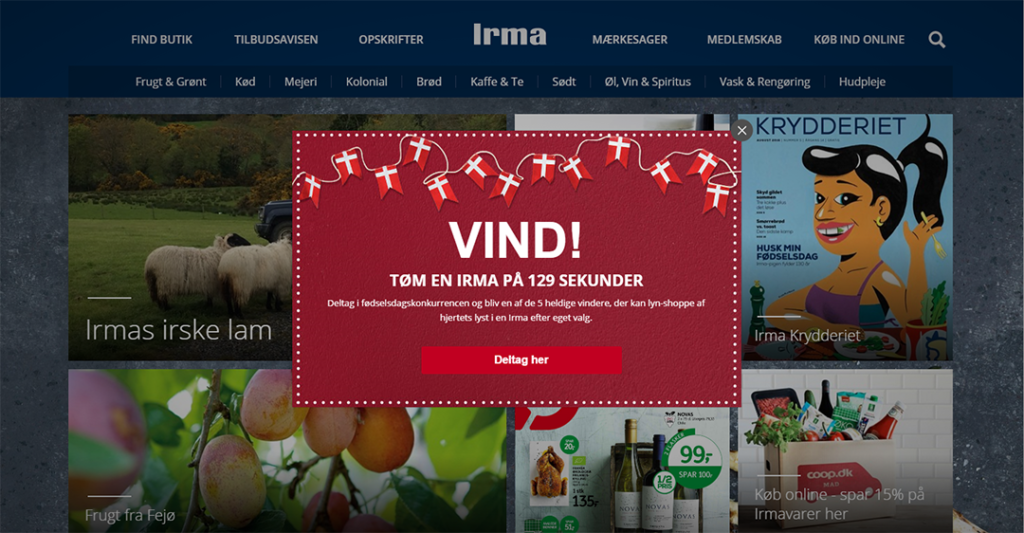 FIND BUTIK
TILBUDSAVISEN
OPSKRIFTER
Irma
MÆRKESAGER
MEDLEMSKAB
KØB IND ONLINE
Frugt & Grønt
Kød
Mejeri
Kolonial
Brød
Kaffe & Te
Sødt
Øl, Vin & Spiritus
Vask & Rengøring
Hudpleje
Irmas irske lam
VIND!
TØM EN IRMA PÅ 129 SEKUNDER
Deltag i fødselsdagskonkurrencen og bliv en af de 5 heldige vindere, der kan lyn-shoppe af
hjertets lyst i en Irma efter eget valg.
Deltag her
KRYDDERIET
HUSK MIN
FØDSELSDAG
Irma Krydderiet
Frugt fra Fejø
NOVAS
20.-
135.-
1/2
PRIS
99,-
SPAR 100,-
NOVAS
coop.dk
MAD
Køb online - spar 15% på
Irmavarer her